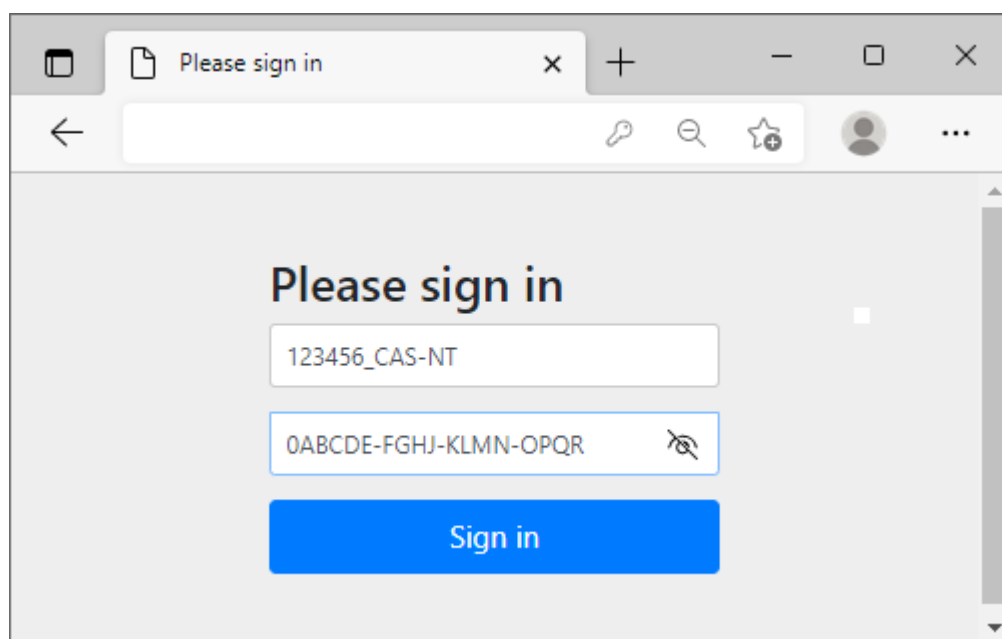 Please sign in
Please sign in
123456_CAS-NT
0ABCDE-FGHJ-KLMN-OPQR
Sign in